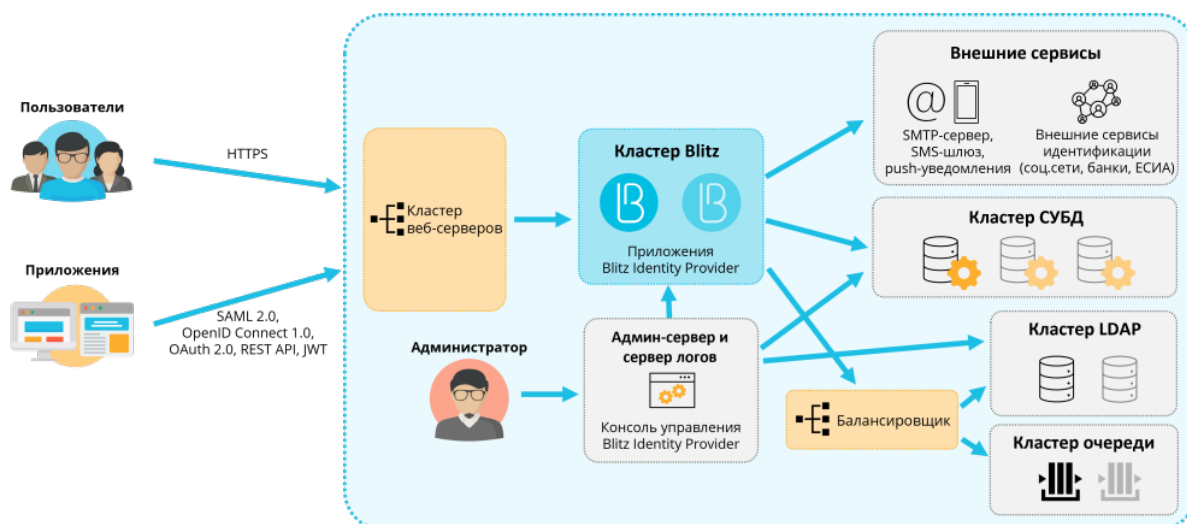 Пользователи
HTTPS
Приложения
SAML 2.0,
OpenID Connect 1.0,
OAuth 2.0, REST API, JWT
Кластер
веб-серверов
Администратор
Кластер Blitz
Приложения
Blitz Identity Provider
Админ-сервер и
сервер логов
Консоль управления
Blitz Identity Provider
Балансировщик
Внешние сервисы
@
SMTP-сервер,
SMS-шлюз,
push-уведомления
Внешние сервисы
идентификации
(соц.сети, банки, ЕСИА)
Кластер СУБД
Кластер LDAP
Кластер очереди